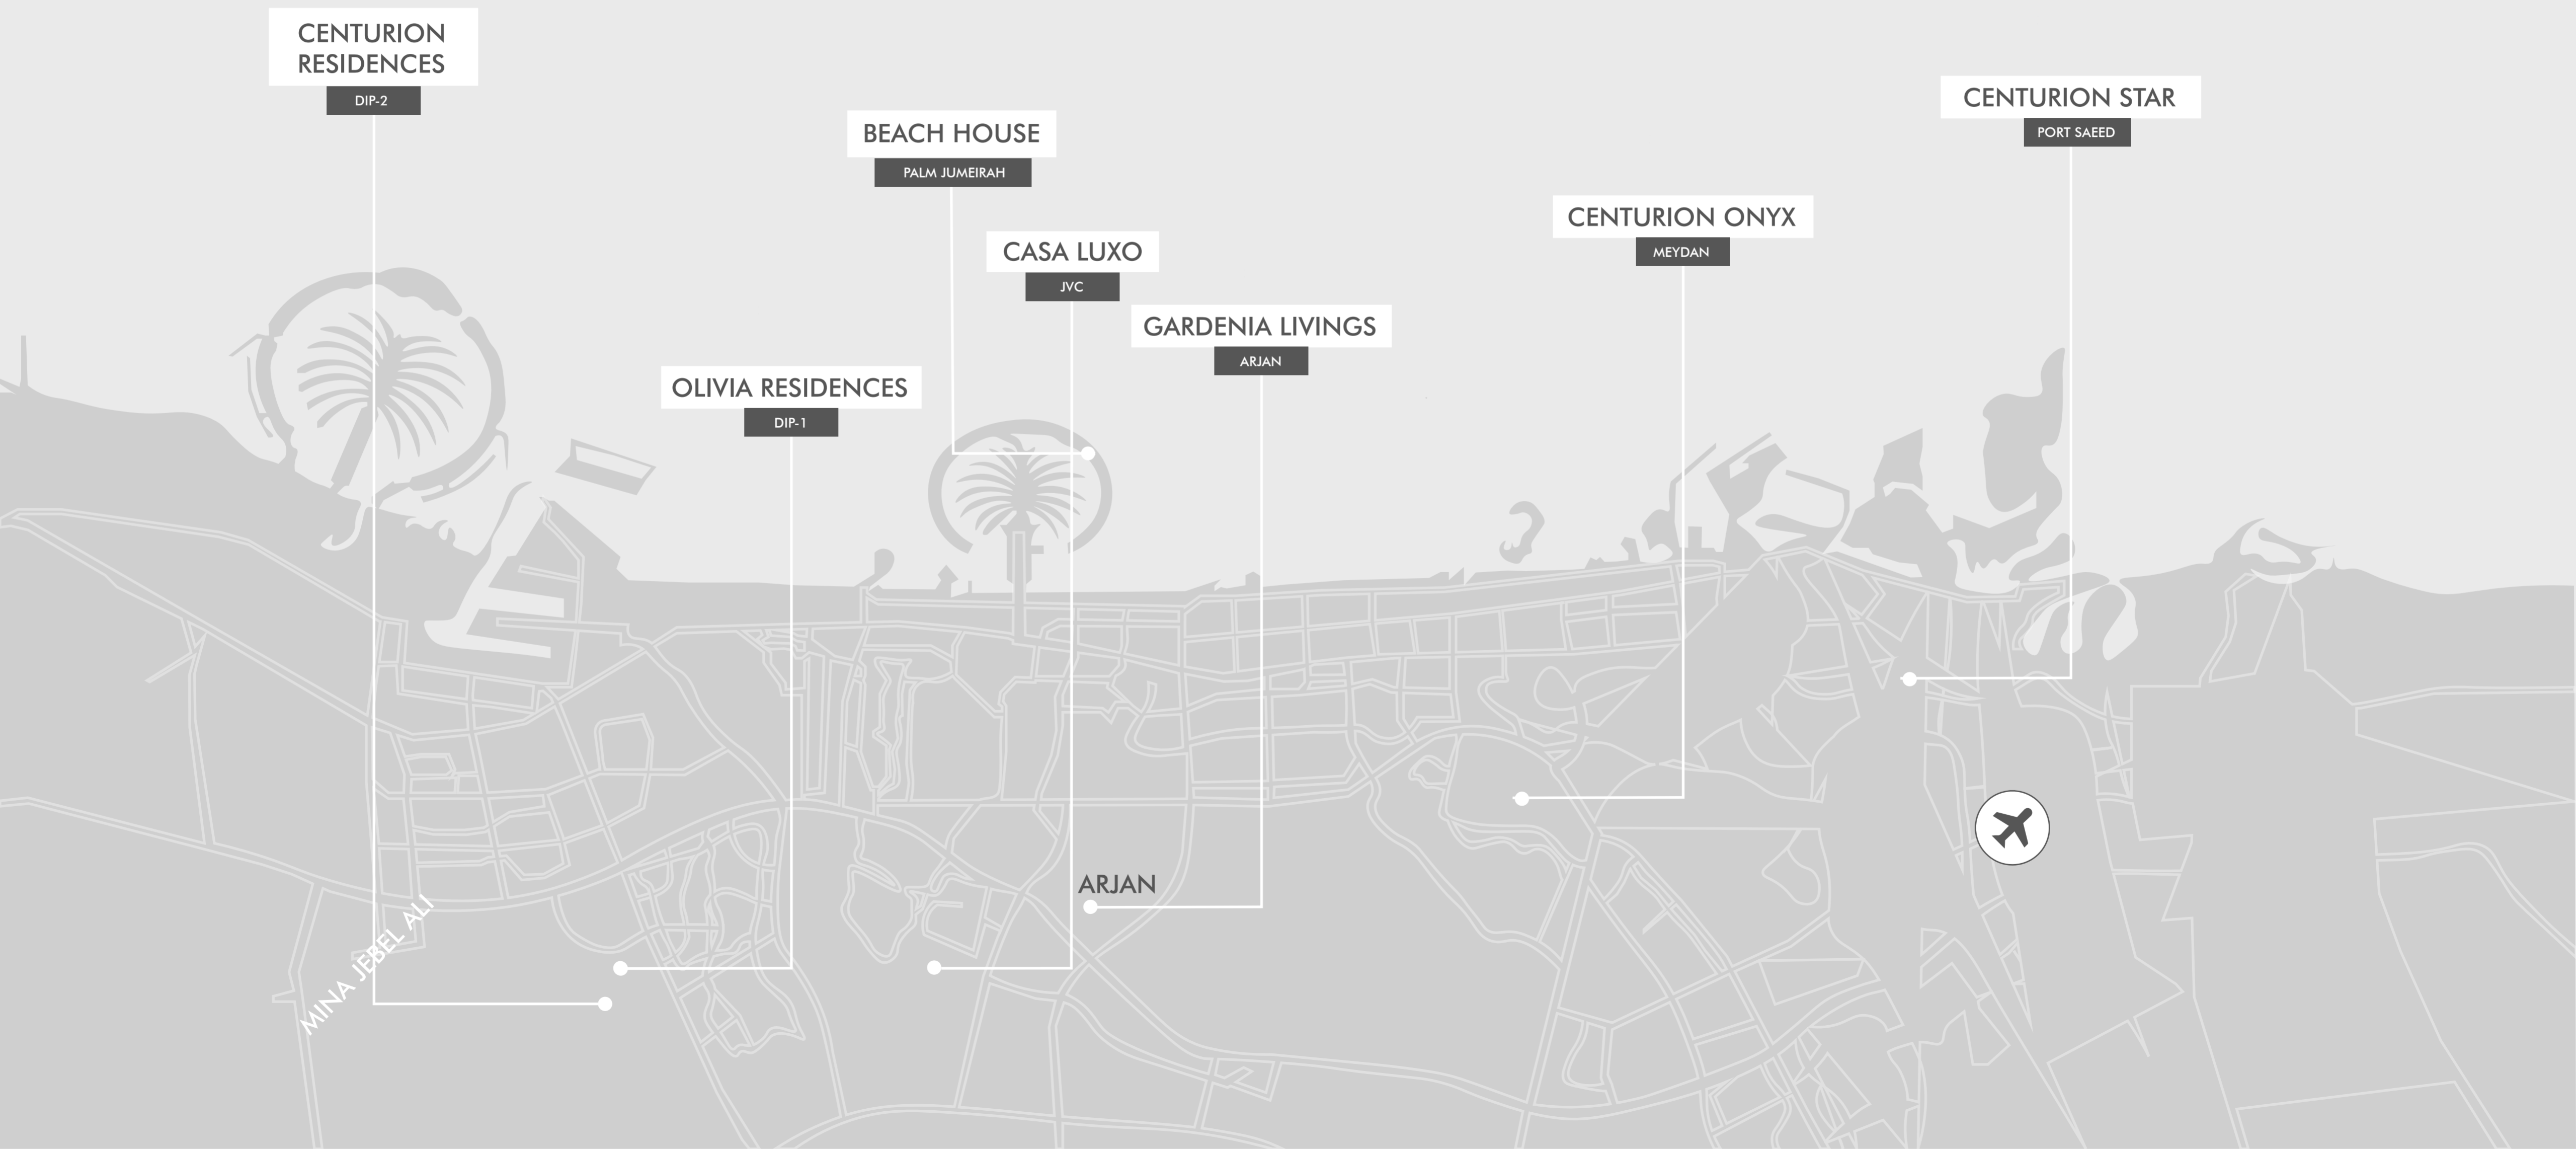 CENTURION
RESIDENCES
DIP-2
BEACH HOUSE
PALM JUMEIRAH
CASA LUXO
JVC
GARDENIA LIVINGS
ARJAN
OLIVIA RESIDENCES
DIP-1
CENTURION ONYX
MEYDAN
CENTURION STAR
PORT SAEED
ARJAN
MINA JEBEL ALI